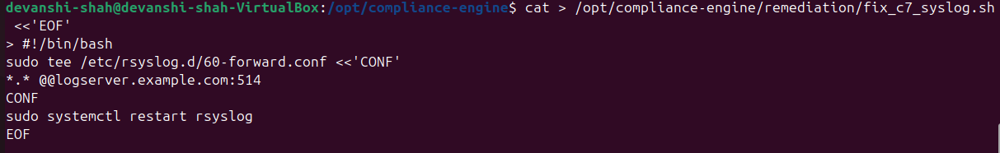 devanshi-shah@devanshi-shah-VirtualBox:/opt/compliance-engine$ cat > /opt/compliance-engine/remediation/fix_c7_syslog.sh
 <<'EOF'
> #!/bin/bash
sudo tee /etc/rsyslog.d/60-forward.conf <<'CONF'
*.* @@logserver.example.com:514
CONF
sudo systemctl restart rsyslog
EOF